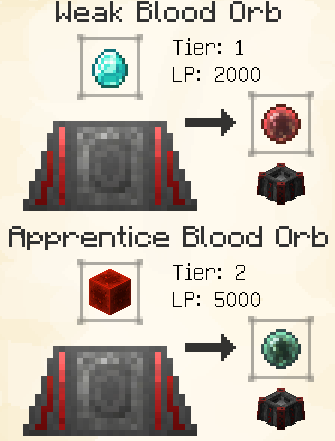 Weak Blood Orb
Tier: 1
LP: 2000
Apprentice Blood Orb
Tier: 2
LP: 5000